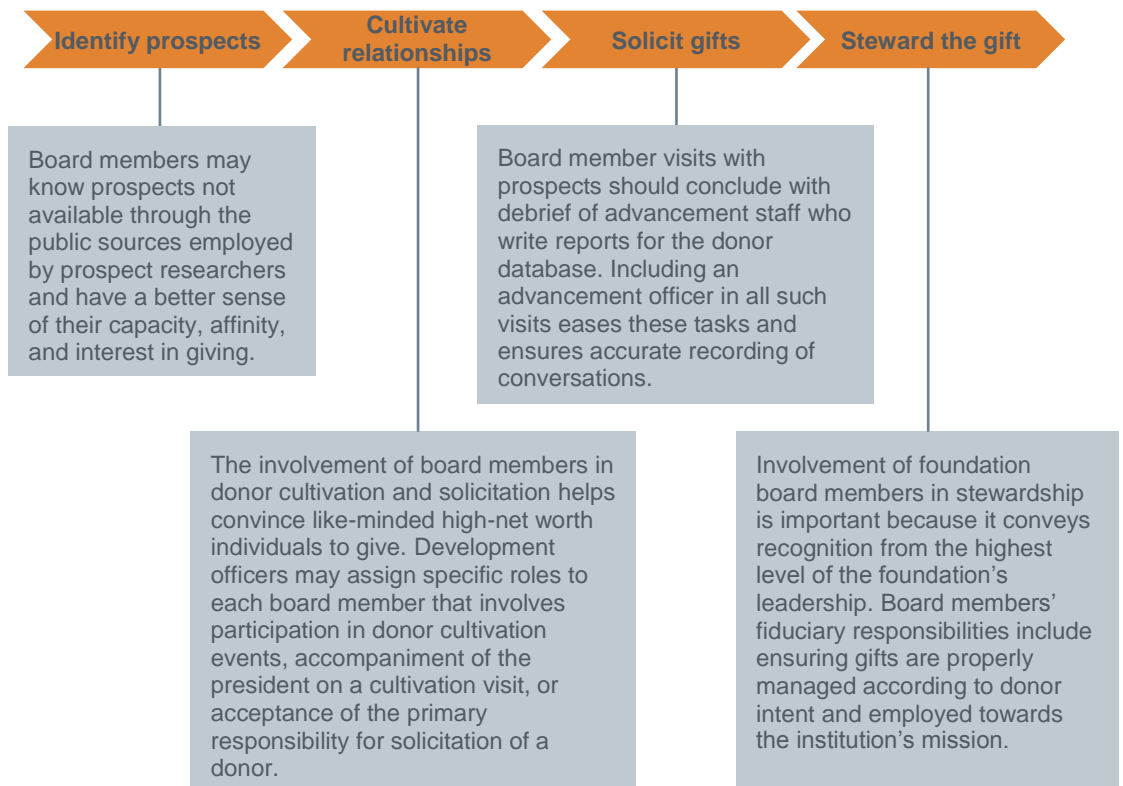 Identify prospects
Cultivate
relationships
Solicit gifts
Steward the gift
Board members may
know prospects not
available through the
public sources employed
by prospect researchers
and have a better sense
of their capacity, affinity,
and interest in giving.
Board member visits with
prospects should conclude with
debrief of advancement staff who
write reports for the donor
database. Including an
advancement officer in all such
visits eases these tasks and
ensures accurate recording of
conversations.
The involvement of board members in
donor cultivation and solicitation helps
convince like-minded high-net worth
individuals to give. Development
officers may assign specific roles to
each board member that involves
participation in donor cultivation
events, accompaniment of the
president on a cultivation visit, or
acceptance of the primary
responsibility for solicitation of a
donor.
Involvement of foundation
board members in stewardship
is important because it conveys
recognition from the highest
level of the foundation’s
leadership. Board members’
fiduciary responsibilities include
ensuring gifts are properly
managed according to donor
intent and employed towards
the institution’s mission.